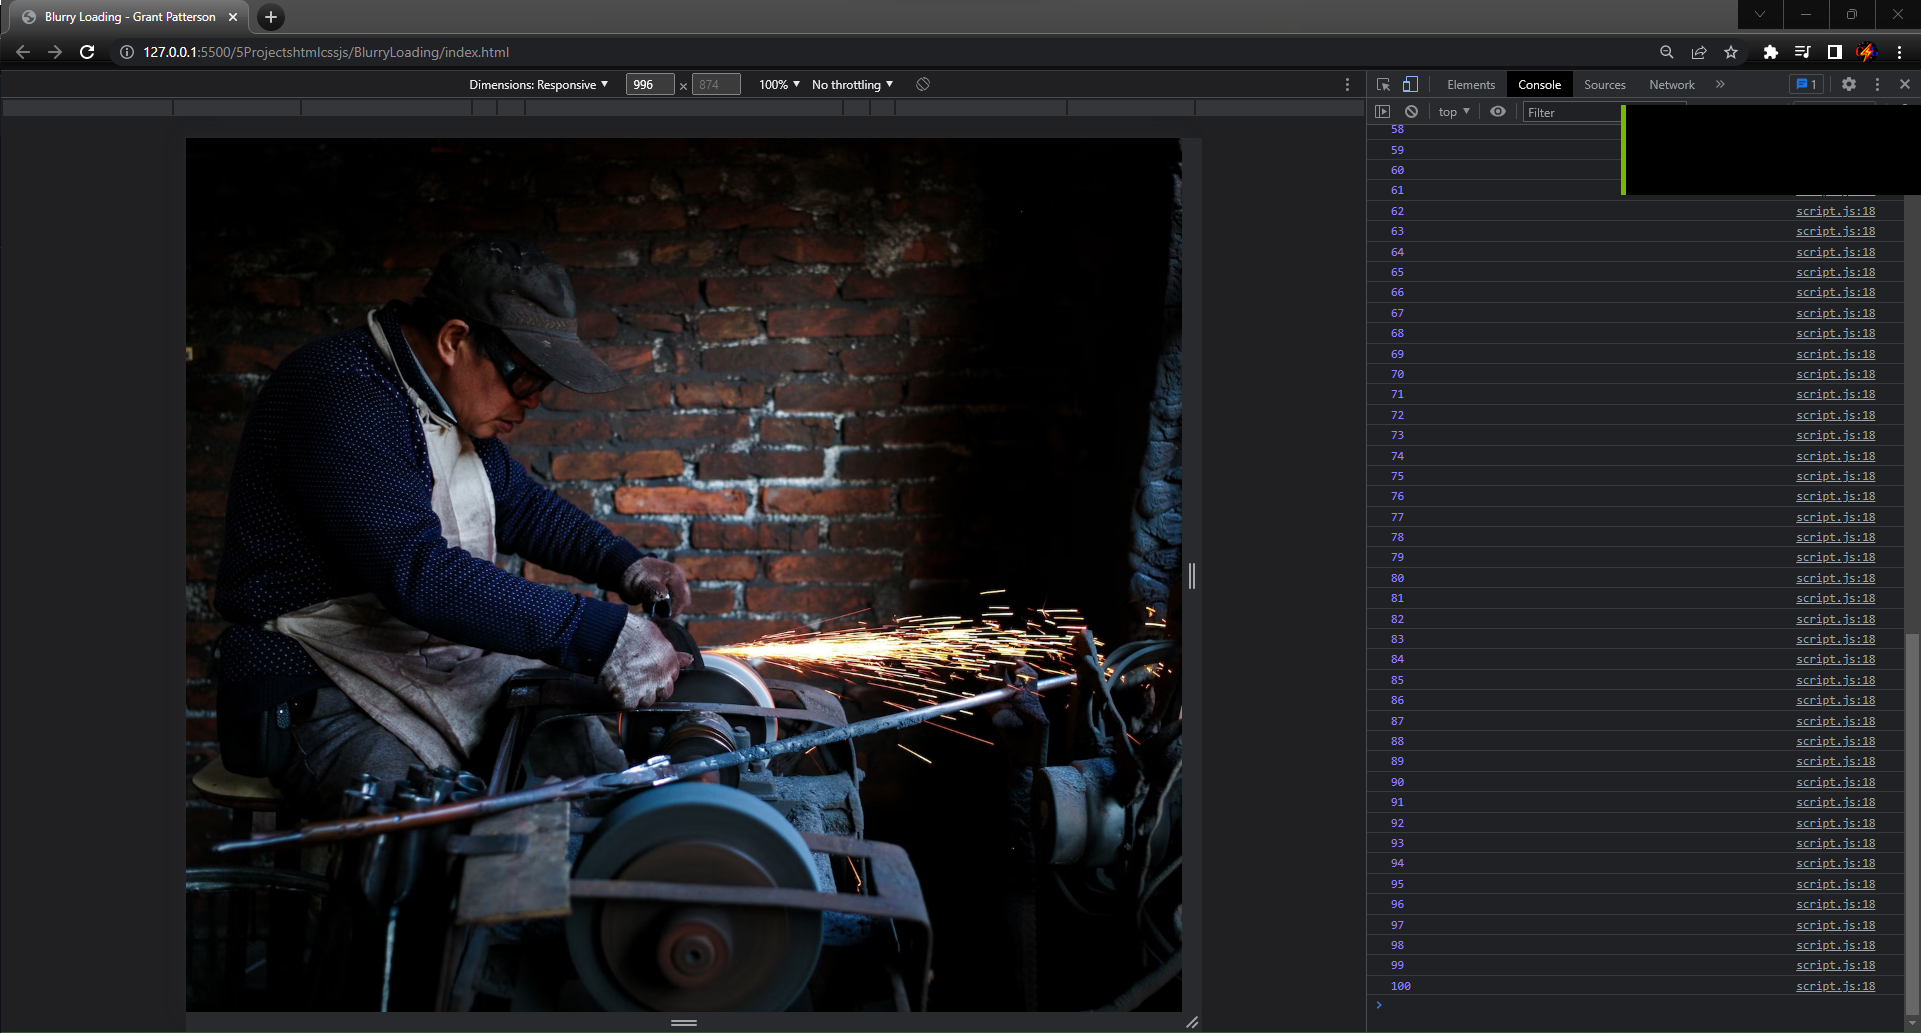 Blurry Loading - Grant Patterson
127.0.0.1:5500/5Projectshtmlcssjs/BlurryLoading/index.html
Dimensions: Responsive 996 × 874 100% No throttling
Elements Console Sources Network » 1
top Filter
58
59
60
61
62 script.js:18
63 script.js:18
64 script.js:18
65 script.js:18
66 script.js:18
67 script.js:18
68 script.js:18
69 script.js:18
70 script.js:18
71 script.js:18
72 script.js:18
73 script.js:18
74 script.js:18
75 script.js:18
76 script.js:18
77 script.js:18
78 script.js:18
79 script.js:18
80 script.js:18
81 script.js:18
82 script.js:18
83 script.js:18
84 script.js:18
85 script.js:18
86 script.js:18
87 script.js:18
88 script.js:18
89 script.js:18
90 script.js:18
91 script.js:18
92 script.js:18
93 script.js:18
94 script.js:18
95 script.js:18
96 script.js:18
97 script.js:18
98 script.js:18
99 script.js:18
100 script.js:18